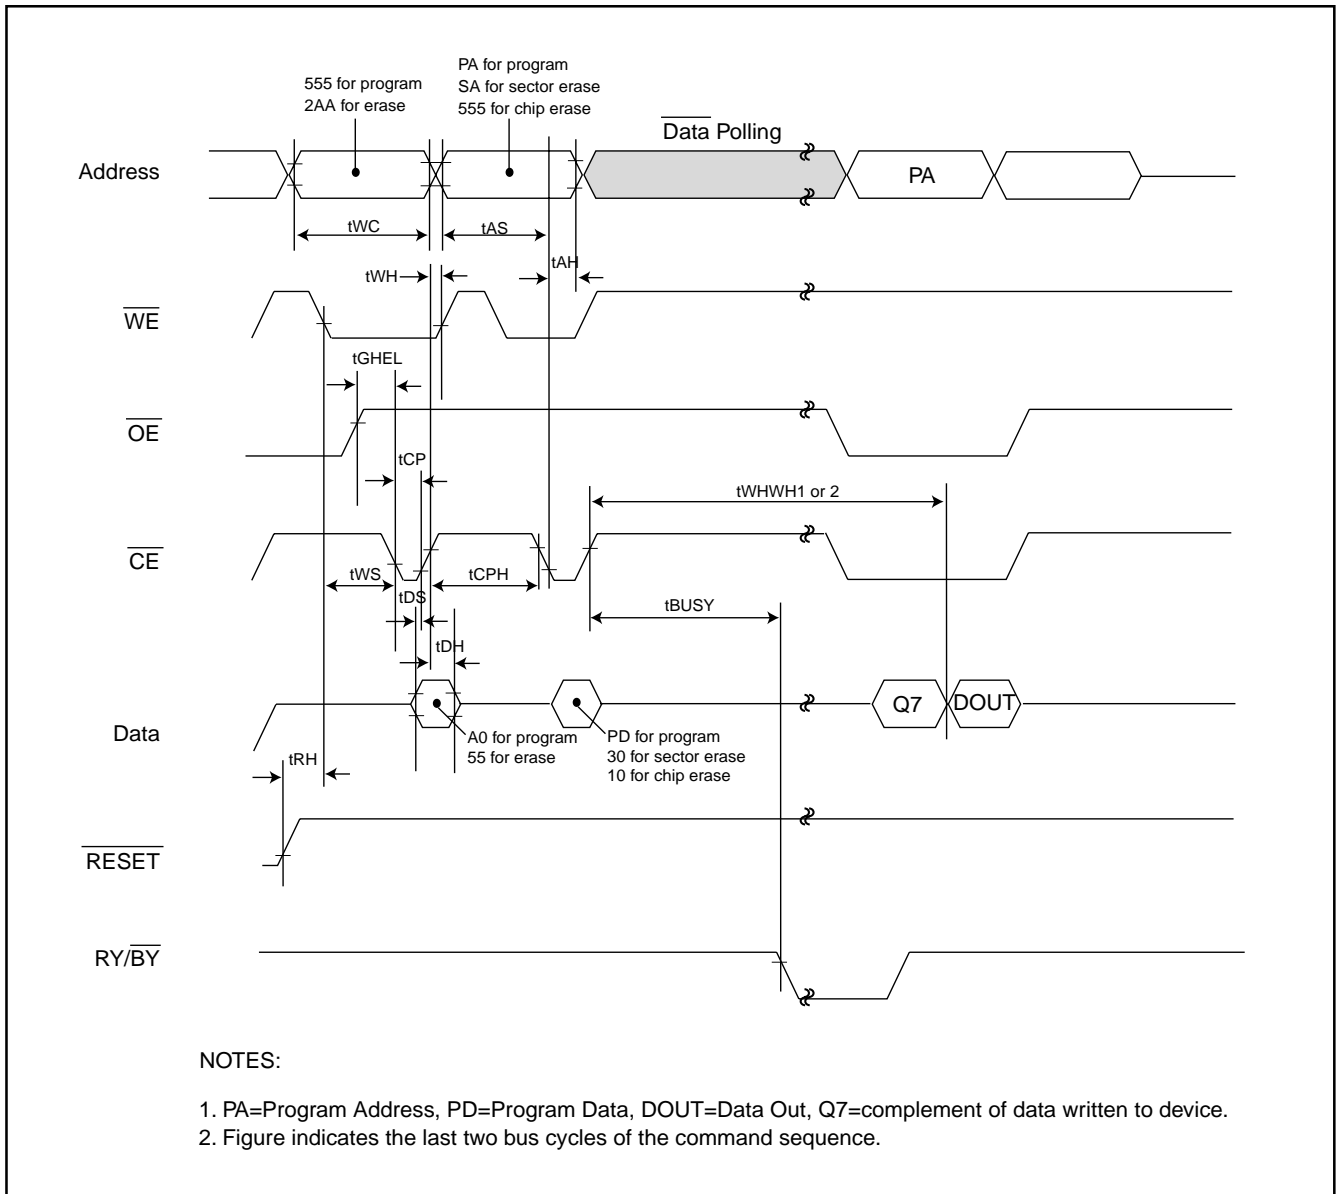 555 for program
2AA for erase
PA for program
SA for sector erase
555 for chip erase
Data Polling
Address
PA
tWC
tAS
tAH
tWH
WE
tGHEL
OE
tCP
tWHWH1 or 2
CE
tWS
tCPH
tDS
tBUSY
tDH
Q7
DOUT
Data
A0 for program
55 for erase
PD for program
30 for sector erase
10 for chip erase
tRH
RESET
RY/BY
NOTES:
1. PA=Program Address, PD=Program Data, DOUT=Data Out, Q7=complement of data written to device.
2. Figure indicates the last two bus cycles of the command sequence.